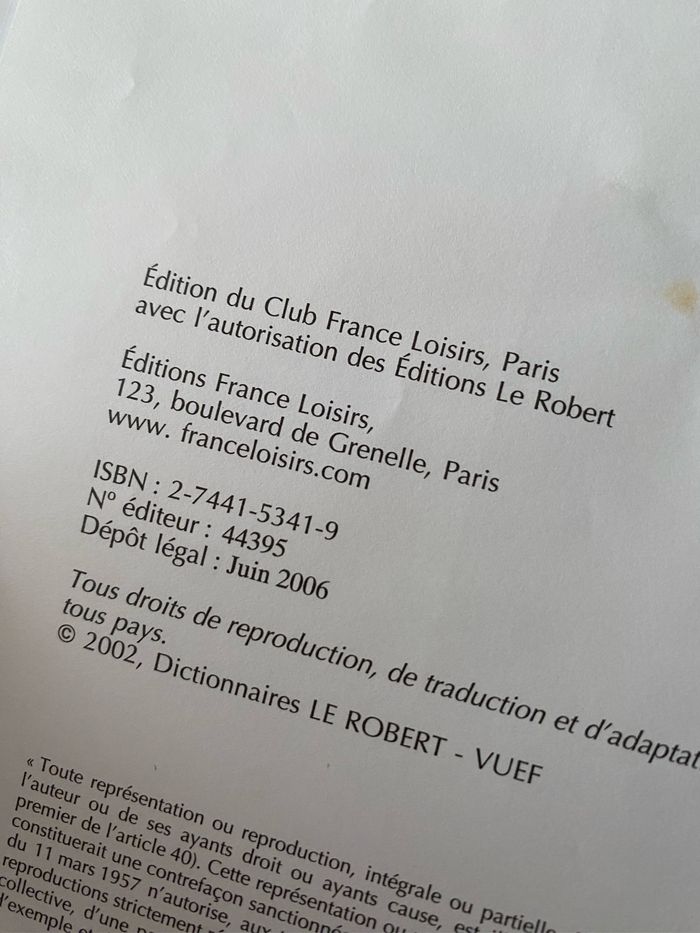 Édition du Club France Loisirs, Paris
avec l'autorisation des Éditions Le Robert
Éditions France Loisirs,
123, boulevard de Grenelle, Paris
www. franceloisirs.com
ISBN : 2-7441-5341-9
N° éditeur : 44395
Dépôt légal : Juin 2006
Tous droits de reproduction, de traduction et d'adaptat
tous pays.
© 2002, Dictionnaires LE ROBERT - VUEF
« Toute représentation ou reproduction, intégrale ou partielle
l'auteur ou de ses ayants droit ou ayants cause, est
premier de l'article 40). Cette représentation ou
constituerait une contrefaçon sanctionné
du 11 mars 1957 n'autorise, aux
reproductions strictement
collective, d'une
d'exemple et